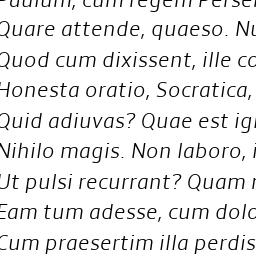 Paulum, cum regem Perse
Quare attende, quaeso. Nu
Quod cum dixissent, ille co
Honesta oratio, Socratica,
Quid adiuvas? Quae est ig
Nihilo magis. Non laboro, i
Ut pulsi recurrant? Quam
Eam tum adesse, cum dolo
Cum praesertim illa perdis